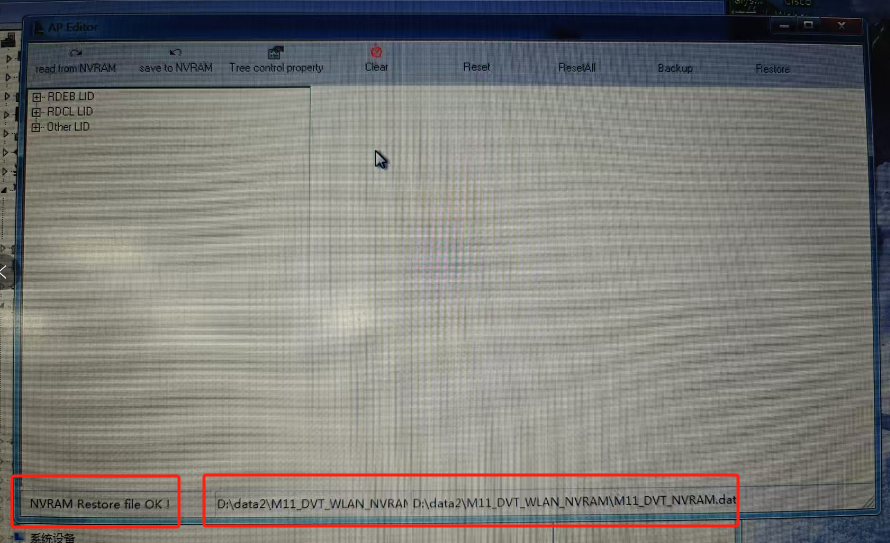 AP Editor
read from NVRAM save to NVRAM Tree control property Clear Reset ResetAll Backup Restore
RDEB LID
RDCL LID
Other LID
NVRAM Restore file OK ! D:\data2\M11_DVT_WLAN_NVRAM D:\data2\M11_DVT_WLAN_NVRAM\M11_DVT_NVRAM.dat
系统设备